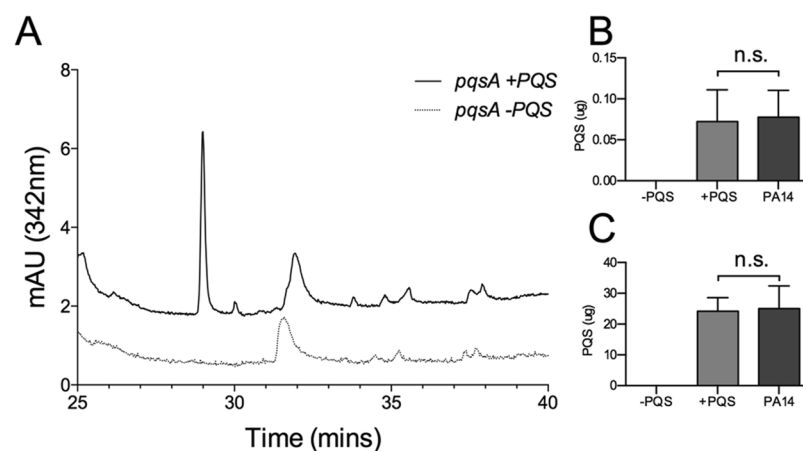 A
8
6
4
2
0
mAU (342nm)
pqsA +PQS
pqsA -PQS
25
30
35
40
Time (mins)
B
n.s.
0.15
0.10
0.05
0.00
PQS (ug)
-PQS
+PQS
PA14
C
n.s.
40
30
20
10
0
PQS (ug)
-PQS
+PQS
PA14